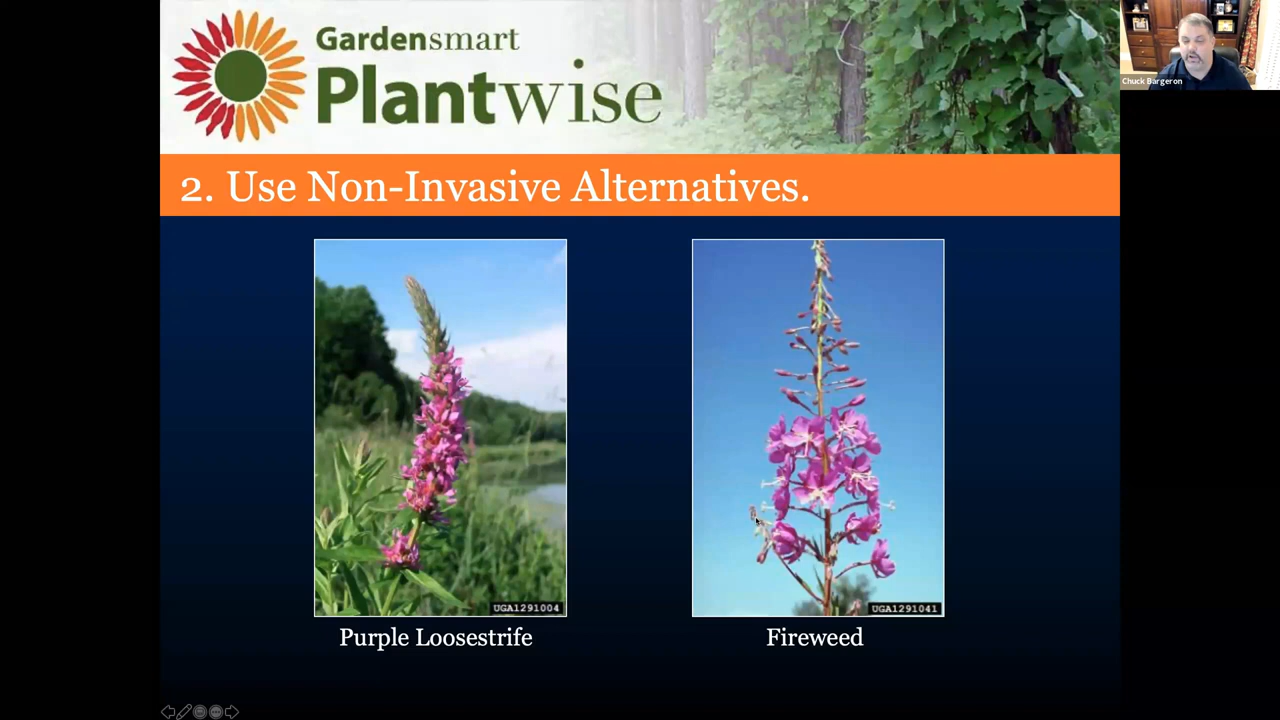 Gardensmart
Plantwise
Chuck Bargeron
2. Use Non-Invasive Alternatives.
UGA1291004
UGA1291041
Purple Loosestrife
Fireweed